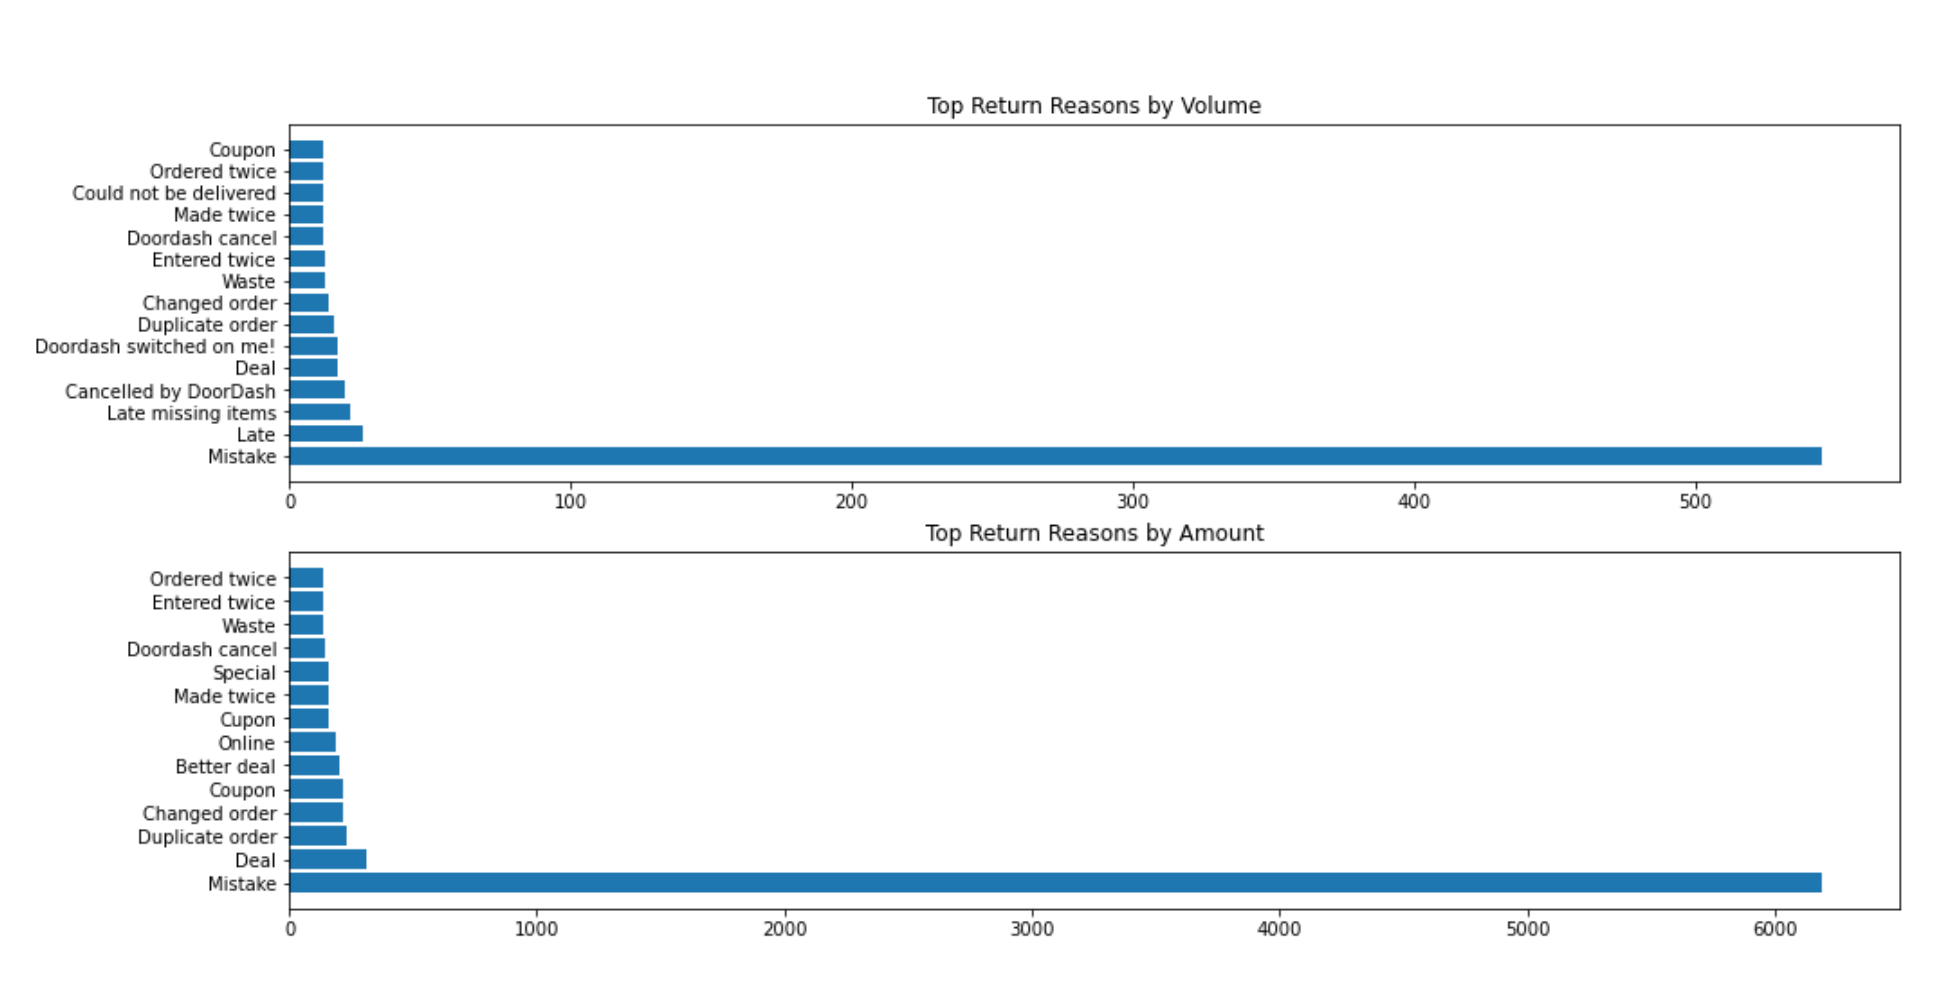 Top Return Reasons by Volume
Coupon
Ordered twice
Could not be delivered
Made twice
Doordash cancel
Entered twice
Waste
Changed order
Duplicate order
Doordash switched on me!
Deal
Cancelled by DoorDash
Late missing items
Late
Mistake
0 100 200 300 400 500
Top Return Reasons by Amount
Ordered twice
Entered twice
Waste
Doordash cancel
Special
Made twice
Cupon
Online
Better deal
Coupon
Changed order
Duplicate order
Deal
Mistake
0 1000 2000 3000 4000 5000 6000